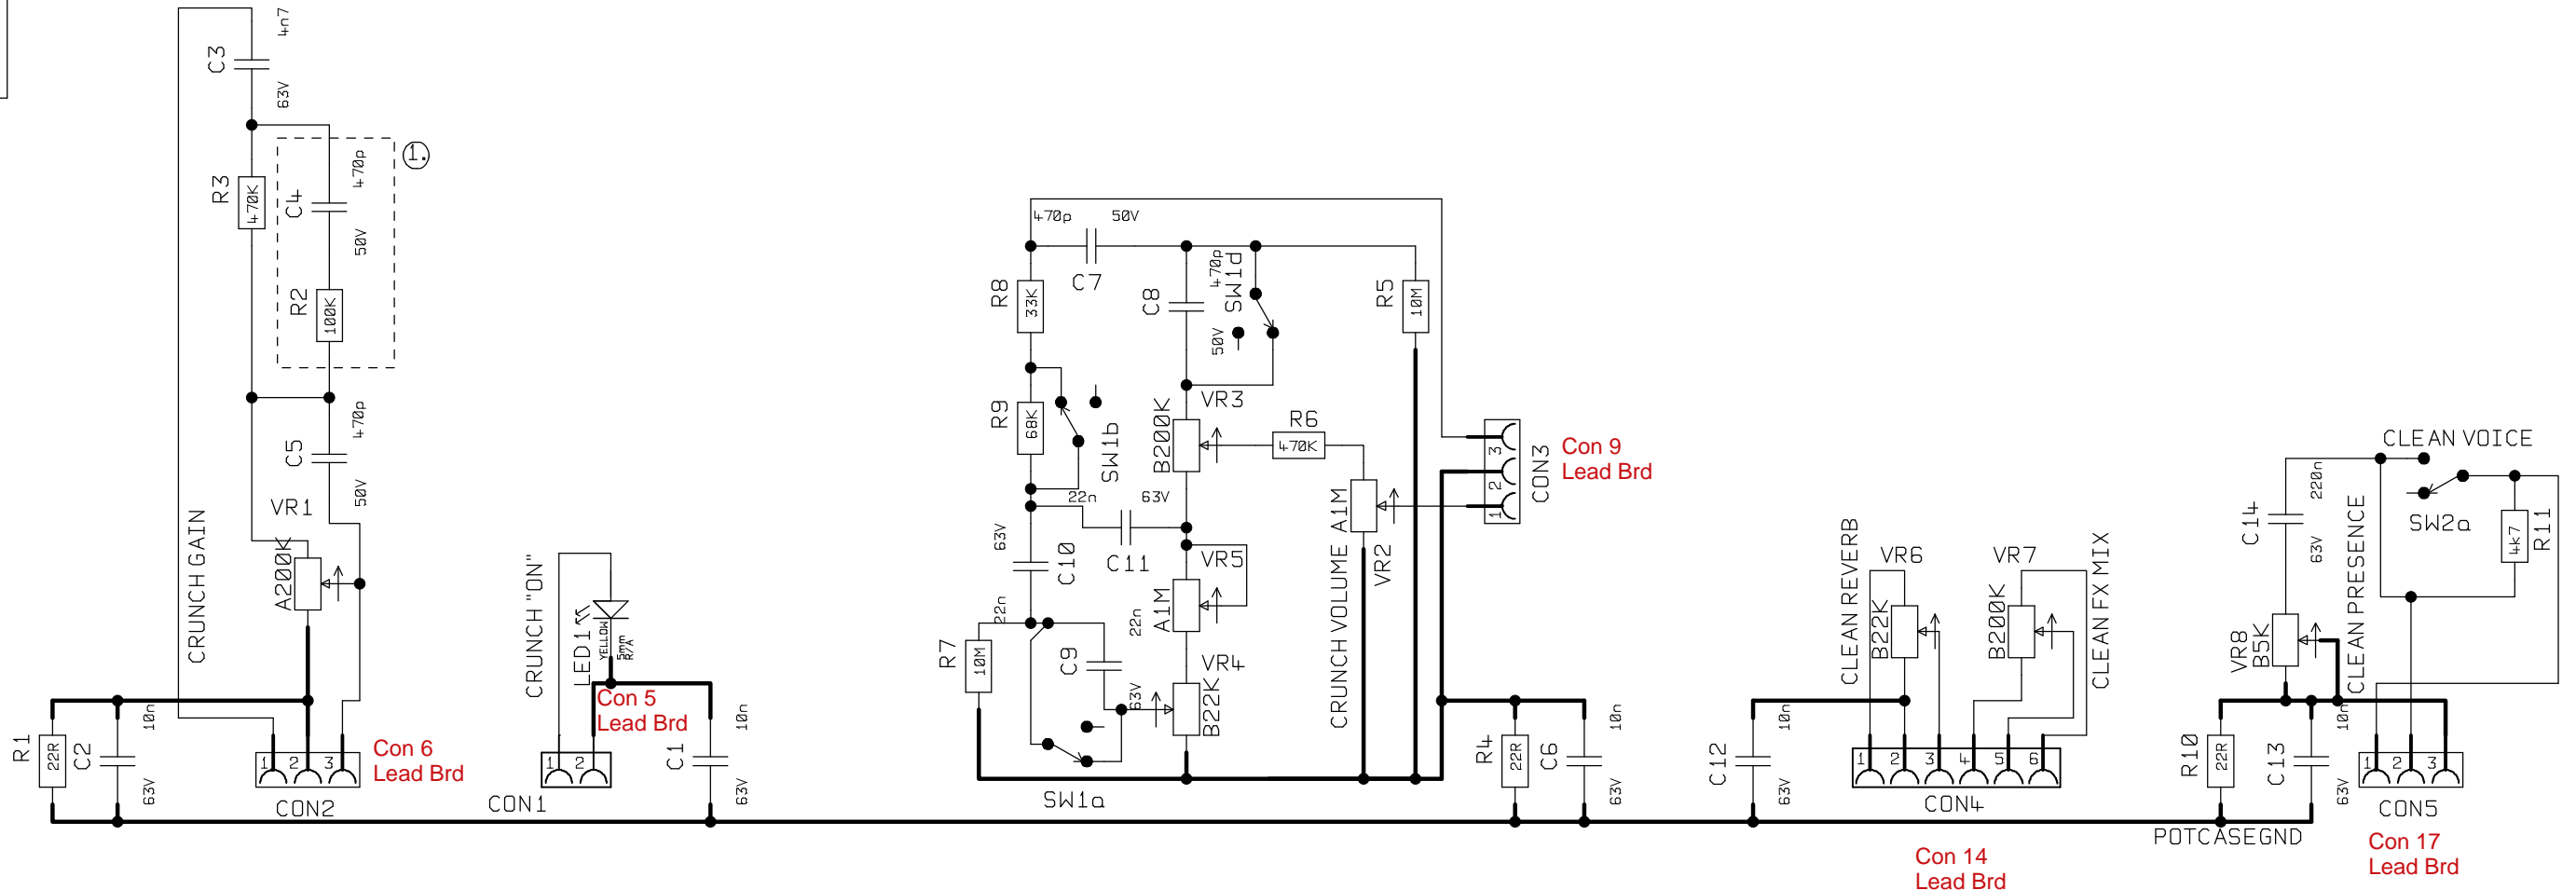 C3
4n7
63V
R3
470K
C4
470p
50V
1.
R2
100K
C5
470p
50V
VR1
A200K
CRUNCH GAIN
R1
22R
C2
10n
63V
1 2 3
CON2
Con 6
Lead Brd
CRUNCH "ON"
LED1
YELLOW
5mm
R/A
Con 5
Lead Brd
1 2
CON1
C1
10n
63V
470p
50V
C7
R8
33K
C8
470p
50V
SW1d
R5
10M
R9
68K
SW1b
VR3
B200K
R6
470K
22n
63V
C11
63V
C10
22n
VR5
A1M
R7
10M
C9
22n
63V
VR4
B22K
SW1a
CRUNCH VOLUME
A1M
VR2
3
2
1
CON3
Con 9
Lead Brd
R4
22R
C6
10n
63V
C12
10n
63V
CLEAN REVERB
VR6
B22K
VR7
B200K
CLEAN FX MIX
1 2 3 4 5 6
CON4
Con 14
Lead Brd
CLEAN VOICE
C14
220n
63V
SW2a
R11
4k7
VR8
B5K
CLEAN PRESENCE
R10
22R
C13
10n
63V
1 2 3
CON5
POTCASEGND
Con 17
Lead Brd